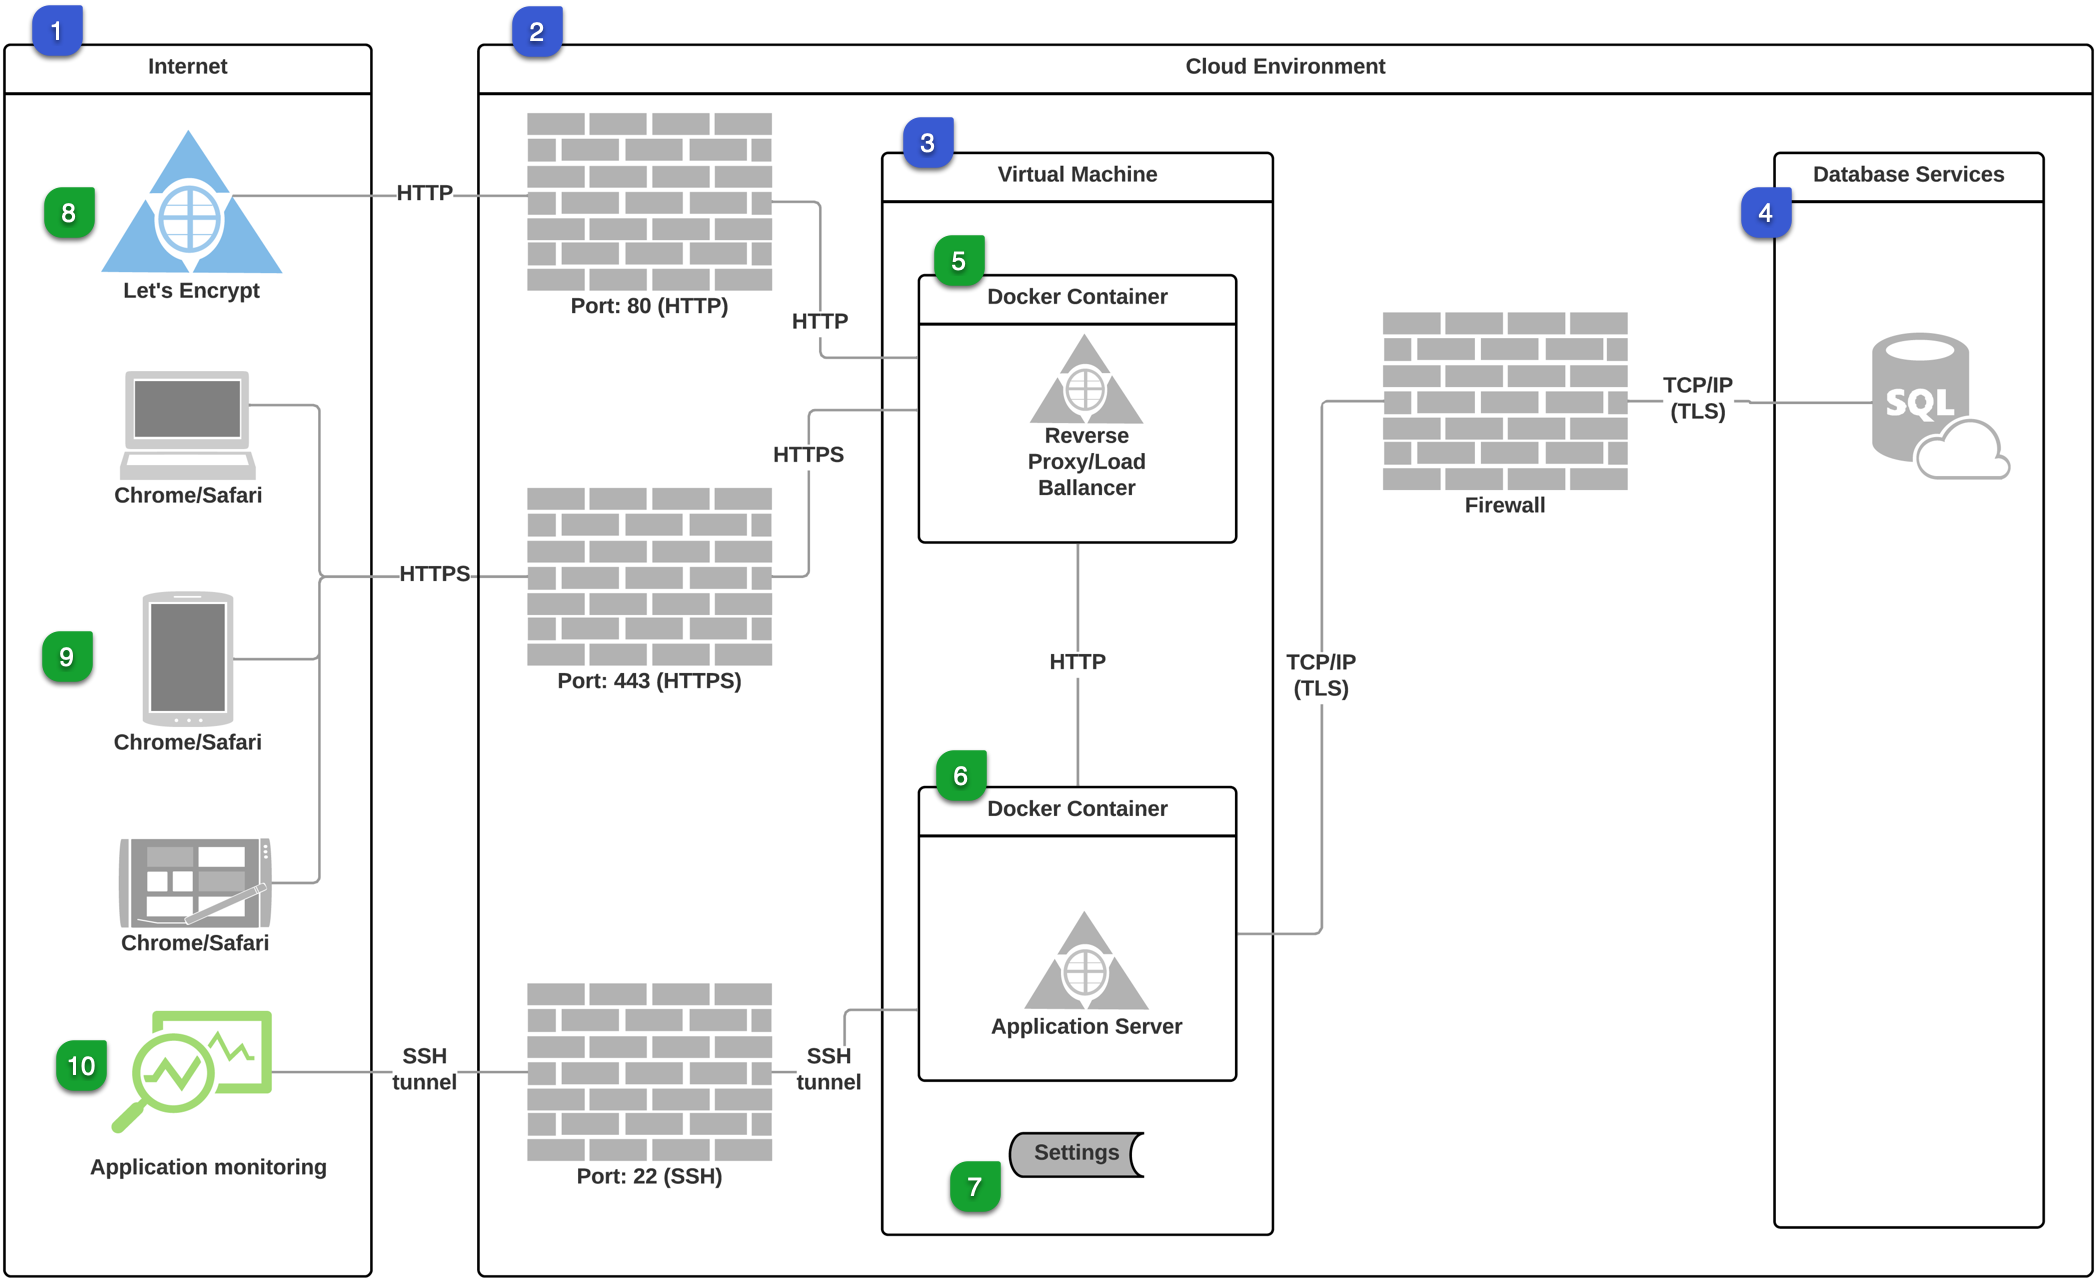 1
Internet
8
Let's Encrypt
Chrome/Safari
9
Chrome/Safari
Chrome/Safari
10
Application monitoring
HTTP
HTTPS
SSH
tunnel
2
Cloud Environment
Port: 80 (HTTP)
Port: 443 (HTTPS)
Port: 22 (SSH)
HTTP
HTTPS
SSH
tunnel
3
Virtual Machine
5
Docker Container
Reverse
Proxy/Load
Ballancer
HTTP
6
Docker Container
Application Server
7
Settings
TCP/IP
(TLS)
Firewall
TCP/IP
(TLS)
4
Database Services
SQL